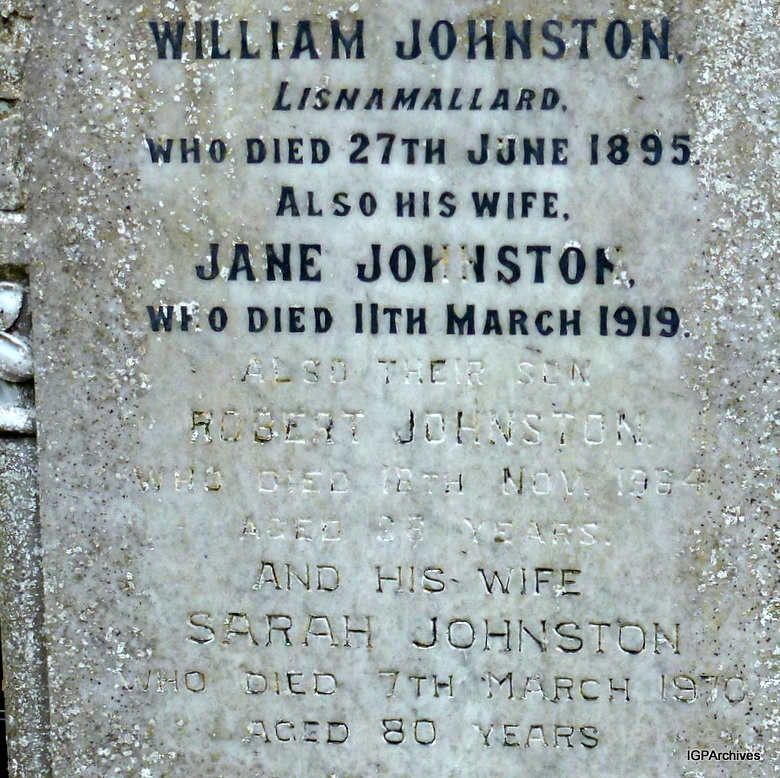 WILLIAM JOHNSTON,
LISNAMALLARD,
WHO DIED 27TH JUNE 1895.
ALSO HIS WIFE,
JANE JOHNSTON,
WHO DIED 11TH MARCH 1919.
ALSO THEIR SON
ROBERT JOHNSTON.
WHO DIED 18TH NOV. 1964
AGED YEARS.
AND HIS WIFE
SARAH JOHNSTON
WHO DIED 7TH MARCH 1970
AGED 80 YEARS
IGPArchives